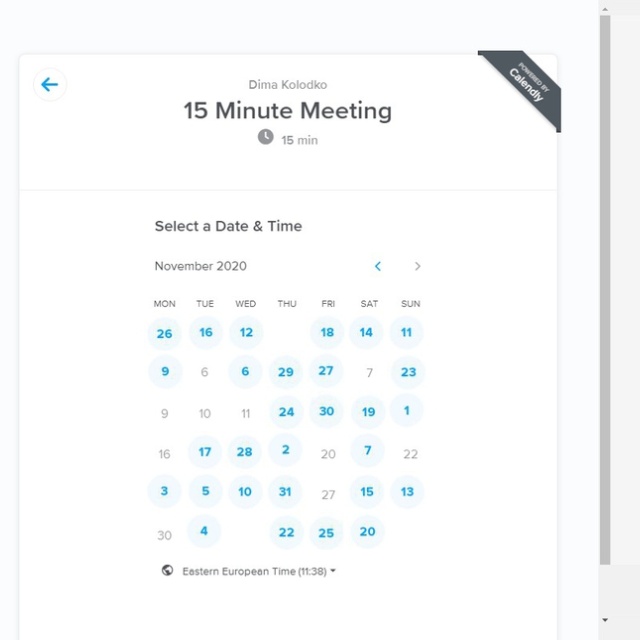 POWERED BY
Calendly
Dima Kolodko
15 Minute Meeting
15 min
Select a Date & Time
November 2020
MON TUE WED THU FRI SAT SUN
26 16 12 18 14 11
9 6 6 29 27 7 23
9 10 11 24 30 19 1
16 17 28 2 20 7 22
3 5 10 31 27 15 13
30 4 22 25 20
Eastern European Time (11:38)